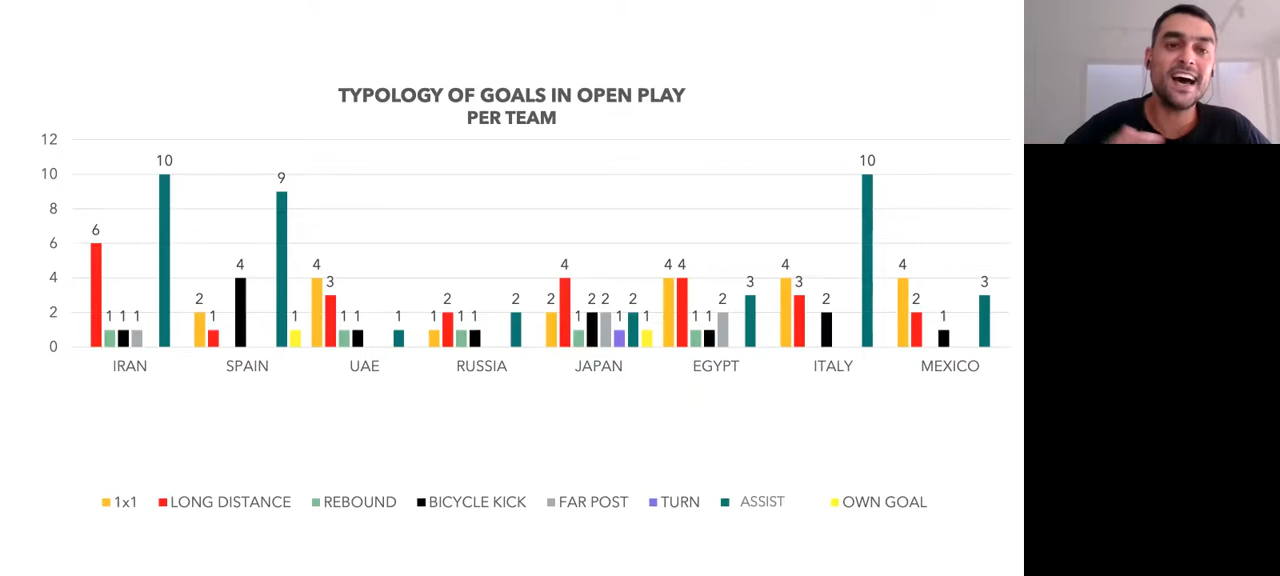 TYPOLOGY OF GOALS IN OPEN PLAY
PER TEAM
12
10
8
6
4
2
0
6 1 1 1 10
2 1 4 9 1
4 3 1 1 1
1 2 1 1 2
2 4 1 2 2 1 2 1
4 4 1 1 2 3
4 3 2 10
4 2 1 3
IRAN SPAIN UAE RUSSIA JAPAN EGYPT ITALY MEXICO
1x1 LONG DISTANCE REBOUND BICYCLE KICK FAR POST TURN ASSIST OWN GOAL